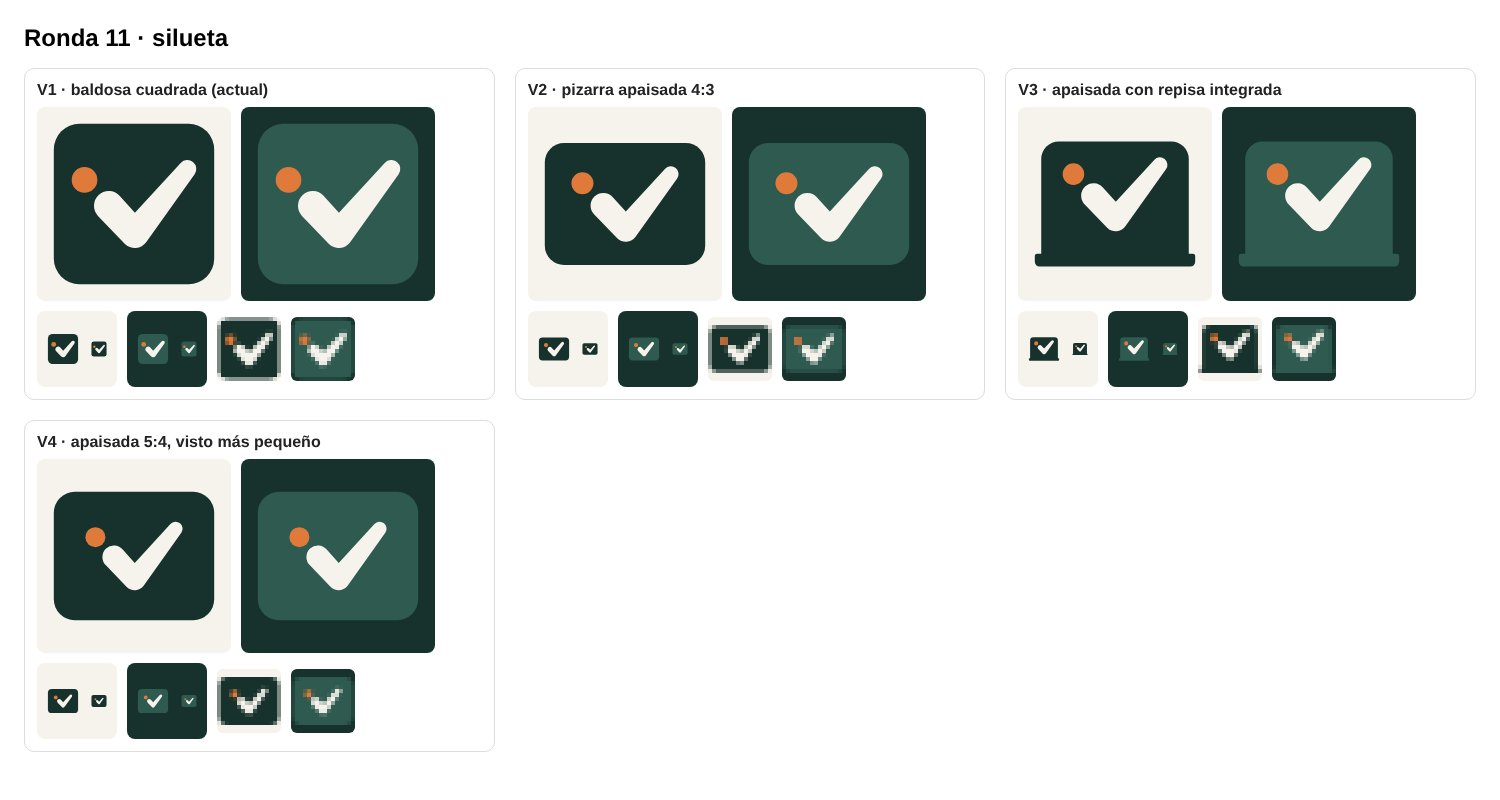 Ronda 11 · silueta
V1 · baldosa cuadrada (actual)
V2 · pizarra apaisada 4:3
V3 · apaisada con repisa integrada
V4 · apaisada 5:4, visto más pequeño